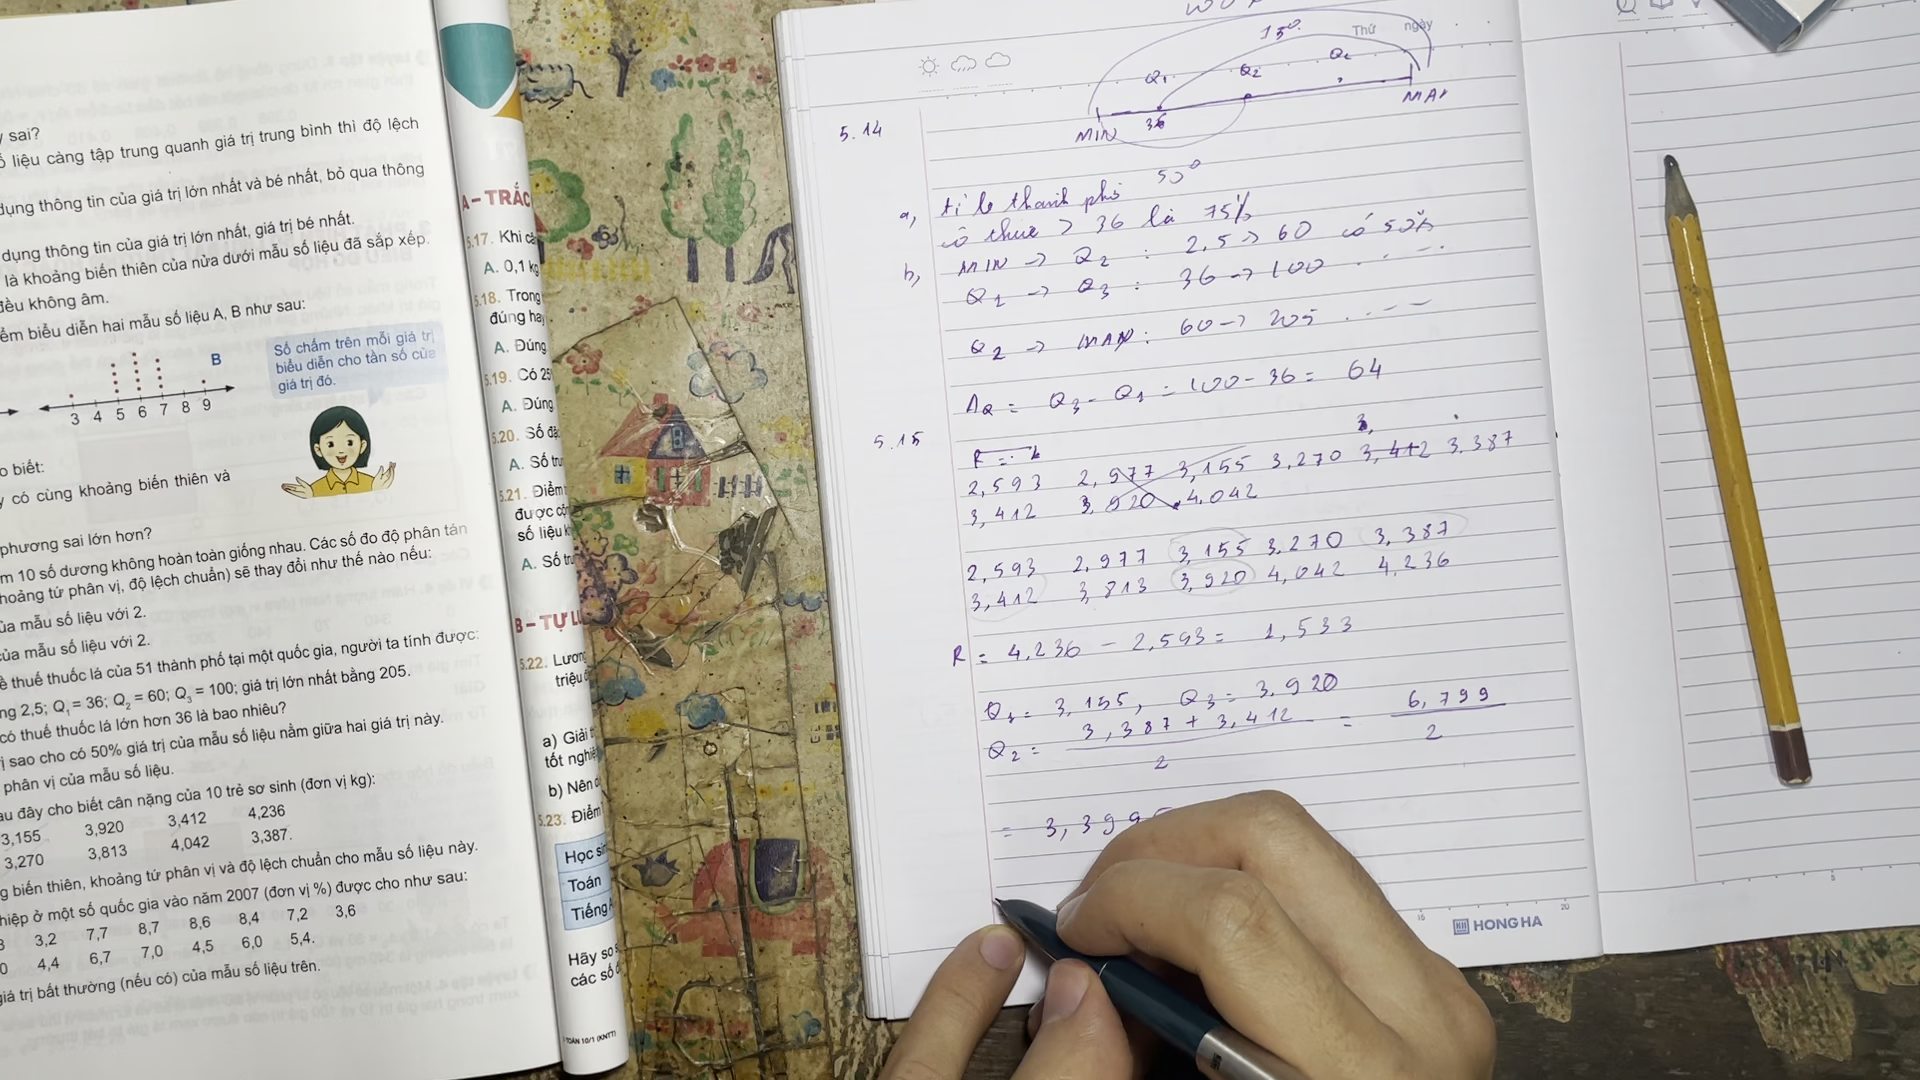 sai?
liệu càng tập trung quanh giá trị trung bình thì độ lệch
dụng thông tin của giá trị lớn nhất và bé nhất, bỏ qua thông
dụng thông tin của giá trị lớn nhất, giá trị bé nhất.
là khoảng biến thiên của nửa dưới mẫu số liệu đã sắp xếp.
đều không âm.
biểu diễn hai mẫu số liệu A, B như sau:
B
3 4 5 6 7 8 9
Số chấm trên mỗi giá trị
biểu diễn cho tần số của
giá trị đó.
biết:
có cùng khoảng biến thiên và
phương sai lớn hơn?
10 số dương không hoàn toàn giống nhau. Các số đo độ phân tán
tứ phân vị, độ lệch chuẩn) sẽ thay đổi như thế nào nếu:
mẫu số liệu với 2.
của mẫu số liệu với 2.
thuế thuốc lá của 51 thành phố tại một quốc gia, người ta tính được:
2,5; Q1 = 36; Q2 = 60; Q3 = 100; giá trị lớn nhất bằng 205.
có thuế thuốc lá lớn hơn 36 là bao nhiêu?
sao cho có 50% giá trị của mẫu số liệu nằm giữa hai giá trị này.
phân vị của mẫu số liệu.
đây cho biết cân nặng của 10 trẻ sơ sinh (đơn vị kg):
3,155 3,920 3,412 4,236
3,270 3,813 4,042 3,387.
biến thiên, khoảng tứ phân vị và độ lệch chuẩn cho mẫu số liệu này.
ở một số quốc gia vào năm 2007 (đơn vị %) được cho như sau:
3,2 7,7 8,7 8,6 8,4 7,2 3,6
4,4 6,7 7,0 4,5 6,0 5,4.
giá trị bất thường (nếu có) của mẫu số liệu trên.
A – TRẮC
5.17. Khi
A. 0,1
5.18. Trong
đúng hay
A. Đúng
5.19. Có 25
A. Đúng
5.20. Số
A. Số
5.21. Điểm
được
số liệu
A. Số
B – TỰ
5.22. Lương
triệu
a) Giải
tốt nghiệ
b) Nên
5.23. Điểm
Học
Toán
Tiếng
Hãy so
các số
TOÁN 10/1 (KNTT)
Thứ ngày
Q1 Q2
MIN 36 MAX
5.14
a, tỉ lệ thành phố
có thuế > 36 là 75%
b, MIN → Q2 : 2,5 → 60 có 50%
Q1 → Q3 : 36 → 100
Q2 → MAX : 60 → 205
ΔQ = Q3 - Q1 = 100 - 36 = 64
5.15
2,593 2,977 3,155 3,270 3,412 3,387
3,412 3,920 4,042
2,593 2,977 3,155 3,270 3,387
3,412 3,813 3,920 4,042 4,236
R = 4,236 - 2,593 = 1,533
Q1 = 3,155, Q3 = 3,920
Q2 = 3,387 + 3,412 / 2 = 6,799 / 2
= 3,399
HONG HA